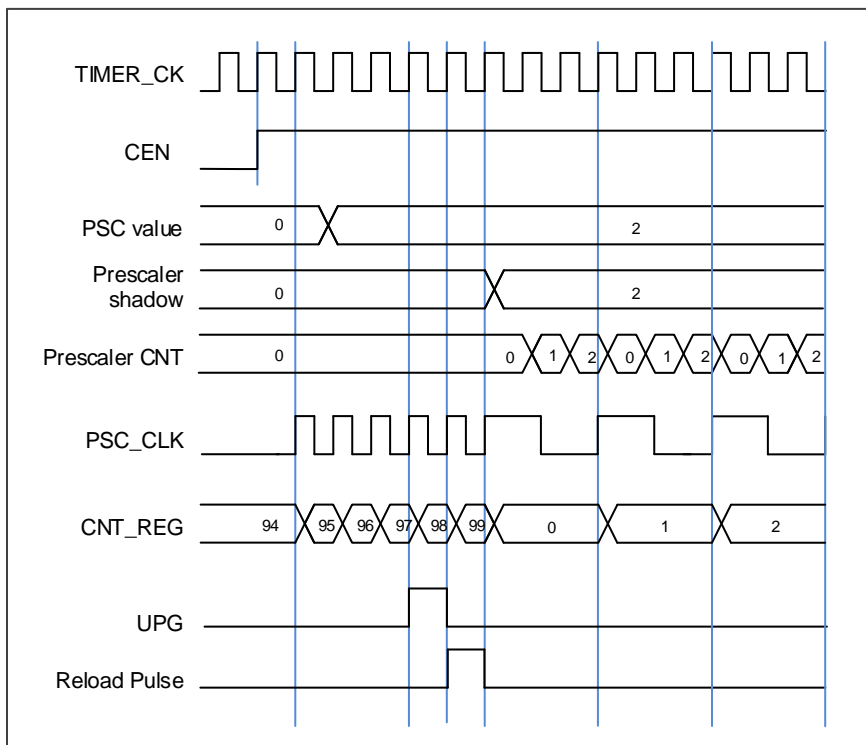 TIMER_CK
CEN
PSC value 0 2
Prescaler
shadow 0 2
Prescaler CNT 0 0 1 2 0 1 2 0 1 2
PSC_CLK
CNT_REG 94 95 96 97 98 99 0 1 2
UPG
Reload Pulse